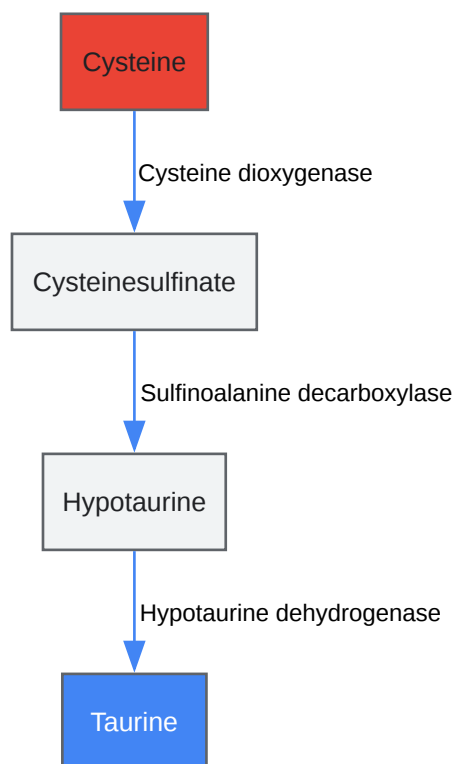 Cysteine
Cysteine dioxygenase
Cysteinesulfinate
Sulfinoalanine decarboxylase
Hypotaurine
Hypotaurine dehydrogenase
Taurine